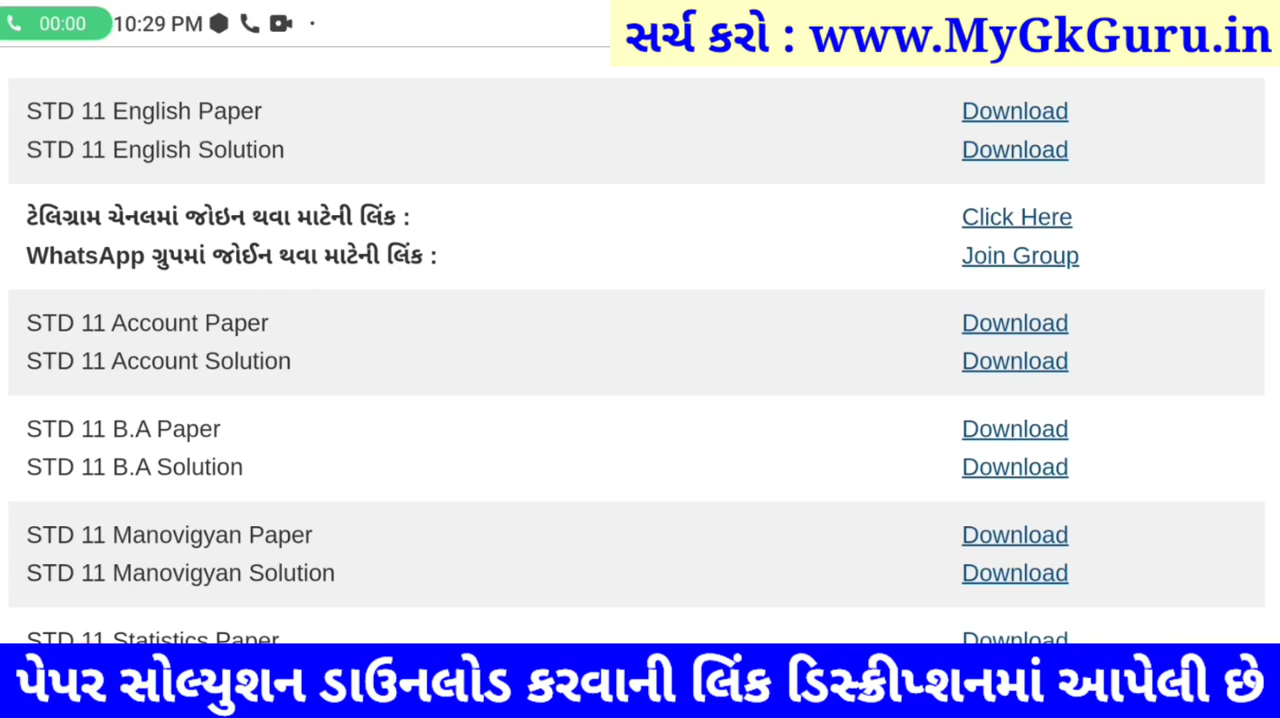 00:00 10:29 PM
સર્ચ કરો : www.MyGkGuru.in
STD 11 English Paper Download
STD 11 English Solution Download
ટેલિગ્રામ ચેનલમાં જોઇન થવા માટેની લિંક : Click Here
WhatsApp ગ્રુપમાં જોઈન થવા માટેની લિંક : Join Group
STD 11 Account Paper Download
STD 11 Account Solution Download
STD 11 B.A Paper Download
STD 11 B.A Solution Download
STD 11 Manovigyan Paper Download
STD 11 Manovigyan Solution Download
STD 11 Statistics Paper Download
પેપર સોલ્યુશન ડાઉનલોડ કરવાની લિંક ડિસ્ક્રીપ્શનમાં આપેલી છે